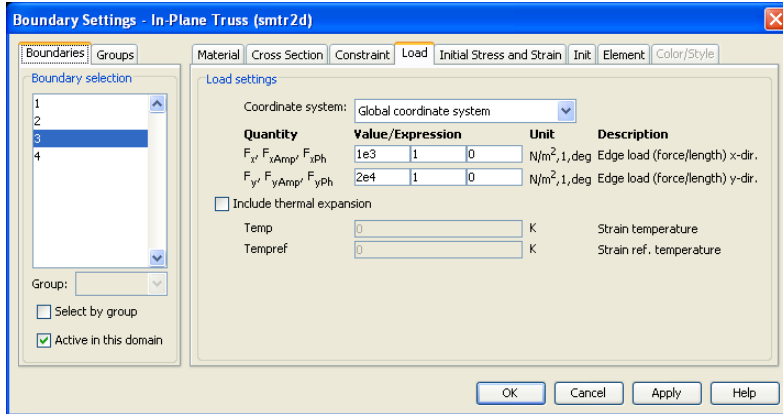 Boundary Settings - In-Plane Truss (smtr2d)
Boundaries Groups
Material Cross Section Constraint Load Initial Stress and Strain Init Element Color/Style
Boundary selection
1
2
3
4
Group:
Select by group
Active in this domain
Load settings
Coordinate system: Global coordinate system
Quantity Value/Expression Unit Description
Fx, FxAmp, FxPh 1e3 1 0 N/m²,1,deg Edge load (force/length) x-dir.
Fy, FyAmp, FyPh 2e4 1 0 N/m²,1,deg Edge load (force/length) y-dir.
Include thermal expansion
Temp 0 K Strain temperature
Tempref 0 K Strain ref. temperature
OK Cancel Apply Help